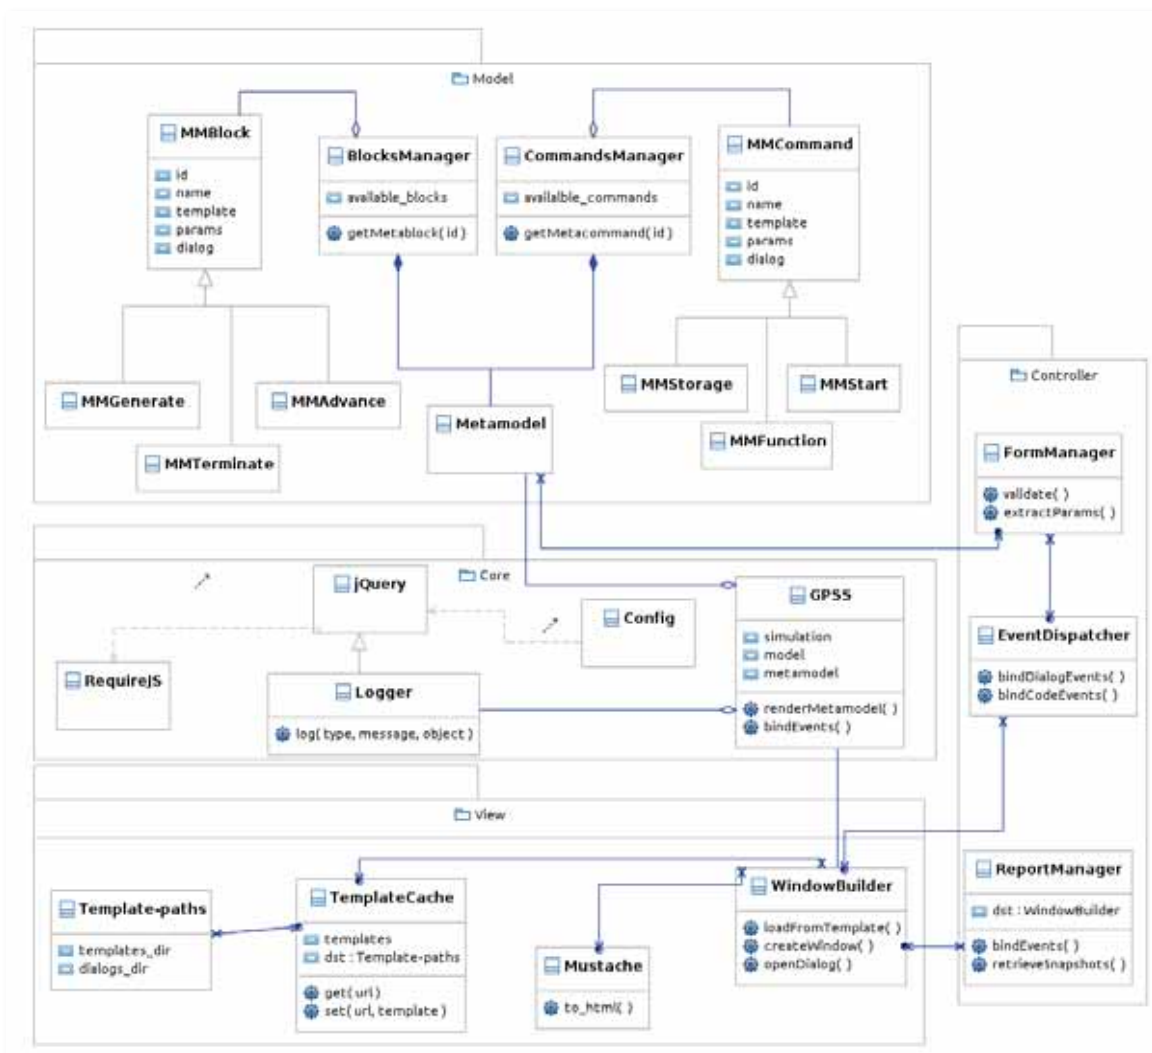 Model
MMBlock
id
name
template
params
dialog
BlocksManager
available_blocks
getMetablock( id )
CommandsManager
availalble_commands
getMetacommand( id )
MMCommand
id
name
template
params
dialog
MMGenerate
MMAdvance
MMTerminate
Metamodel
MMStorage
MMStart
MMFunction
Controller
FormManager
validate( )
extractParams( )
Core
jQuery
Config
RequireJS
Logger
log( type, message, object )
GPSS
simulation
model
metamodel
renderMetamodel( )
bindEvents( )
EventDispatcher
bindDialogEvents( )
bindCodeEvents( )
View
Template-paths
templates_dir
dialogs_dir
TemplateCache
templates
dst : Template-paths
get( url )
set( url, template )
Mustache
to_html( )
WindowBuilder
loadFromTemplate( )
createWindow( )
openDialog( )
ReportManager
dst : WindowBuilder
bindEvents( )
retrieveSnapshots( )